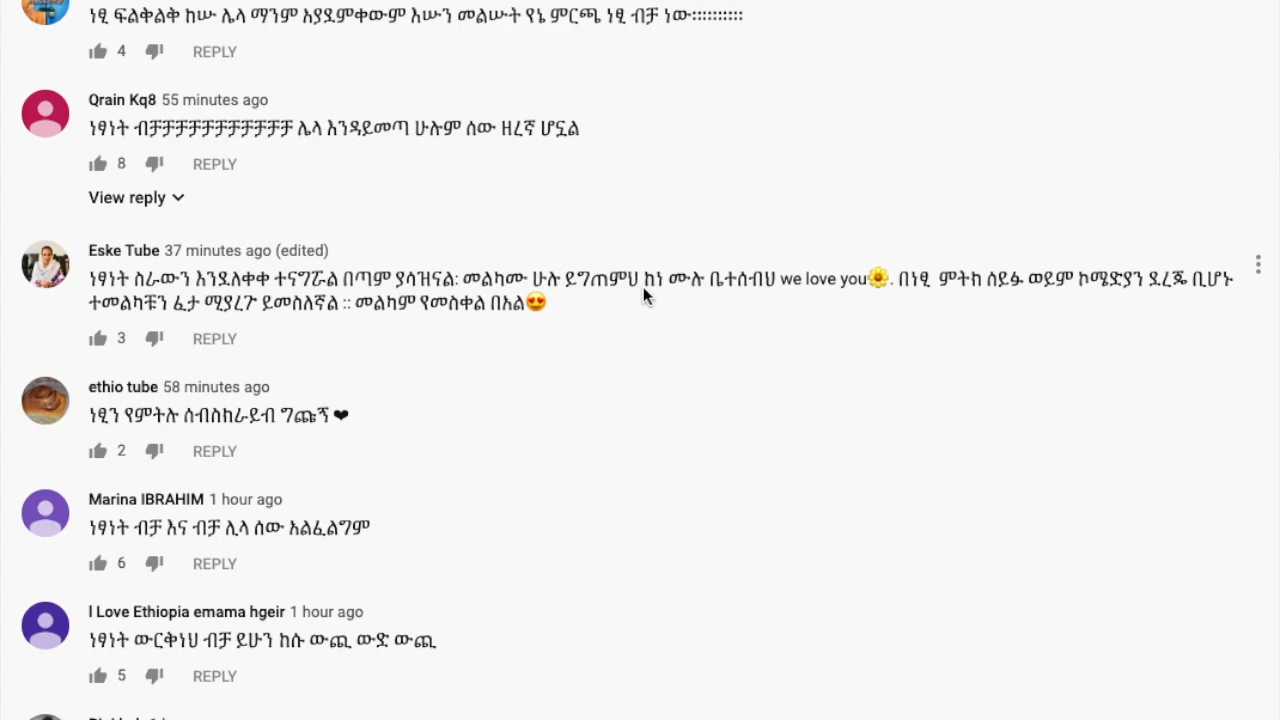 ነፂ ፍልቅልቅ ከሡ ሌላ ማንም አያደምቀውም እሡን መልሡት የኔ ምርጫ ነፂ ብቻ ነው::::::::::
4 REPLY
Qrain Kq8 55 minutes ago
ነፃነት ብቻቻቻቻቻቻቻቻቻቻቻ ሌላ እንዳይመጣ ሁሉም ሰው ዘረኛ ሆኗል
8 REPLY
View reply
Eske Tube 37 minutes ago (edited)
ነፃነት ስራውን እንደለቀቀ ተናግሯል በጣም ያሳዝናል: መልካሙ ሁሉ ይግጠምህ ከነ ሙሉ ቤተሰብህ we love you🌼. በነፂ ምትክ ሰይፉ ወይም ኮሜድያን ደረጄ ቢሆኑ
ተመልካቹን ፈታ ሚያረጉ ይመስለኛል :: መልካም የመስቀል በአል😍
3 REPLY
ethio tube 58 minutes ago
ነፂን የምትሉ ሰብስክራይብ ግጩኝ ❤
2 REPLY
Marina IBRAHIM 1 hour ago
ነፃነት ብቻ እና ብቻ ሊላ ሰው አልፈልግም
6 REPLY
l Love Ethiopia emama hgeir 1 hour ago
ነፃነት ውርቅነህ ብቻ ይሁን ከሱ ውጪ ውድ ውጪ
5 REPLY